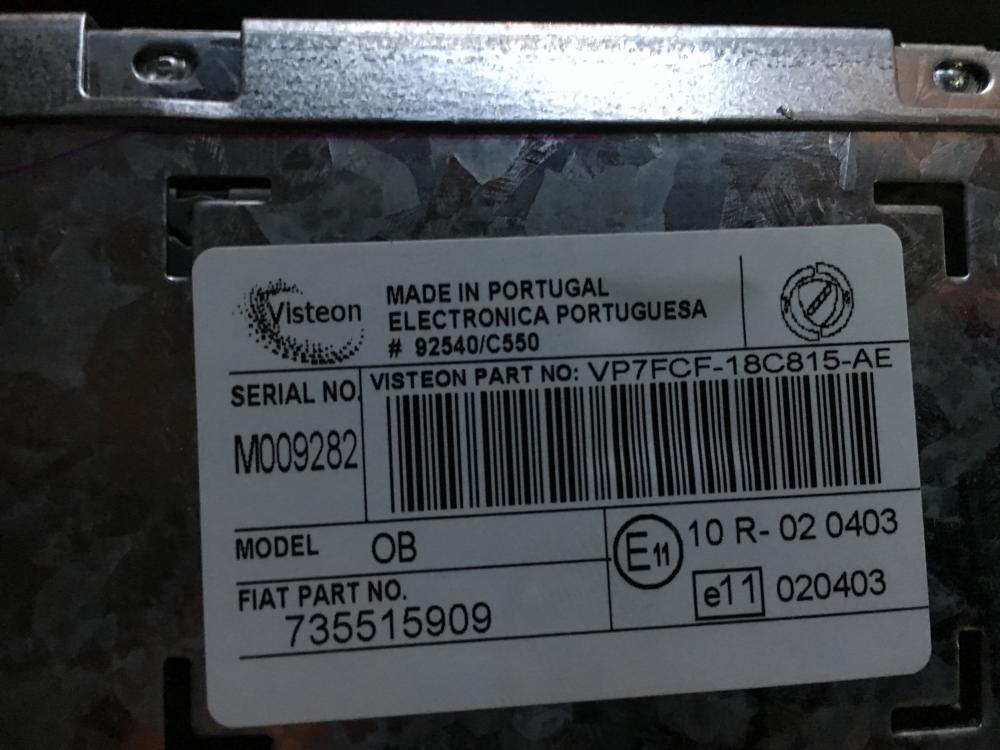 Visteon
MADE IN PORTUGAL
ELECTRONICA PORTUGUESA
# 92540/C550
SERIAL NO.
M009282
VISTEON PART NO: VP7FCF-18C815-AE
MODEL OB
FIAT PART NO.
735515909
E11 10 R- 02 0403
e11 020403